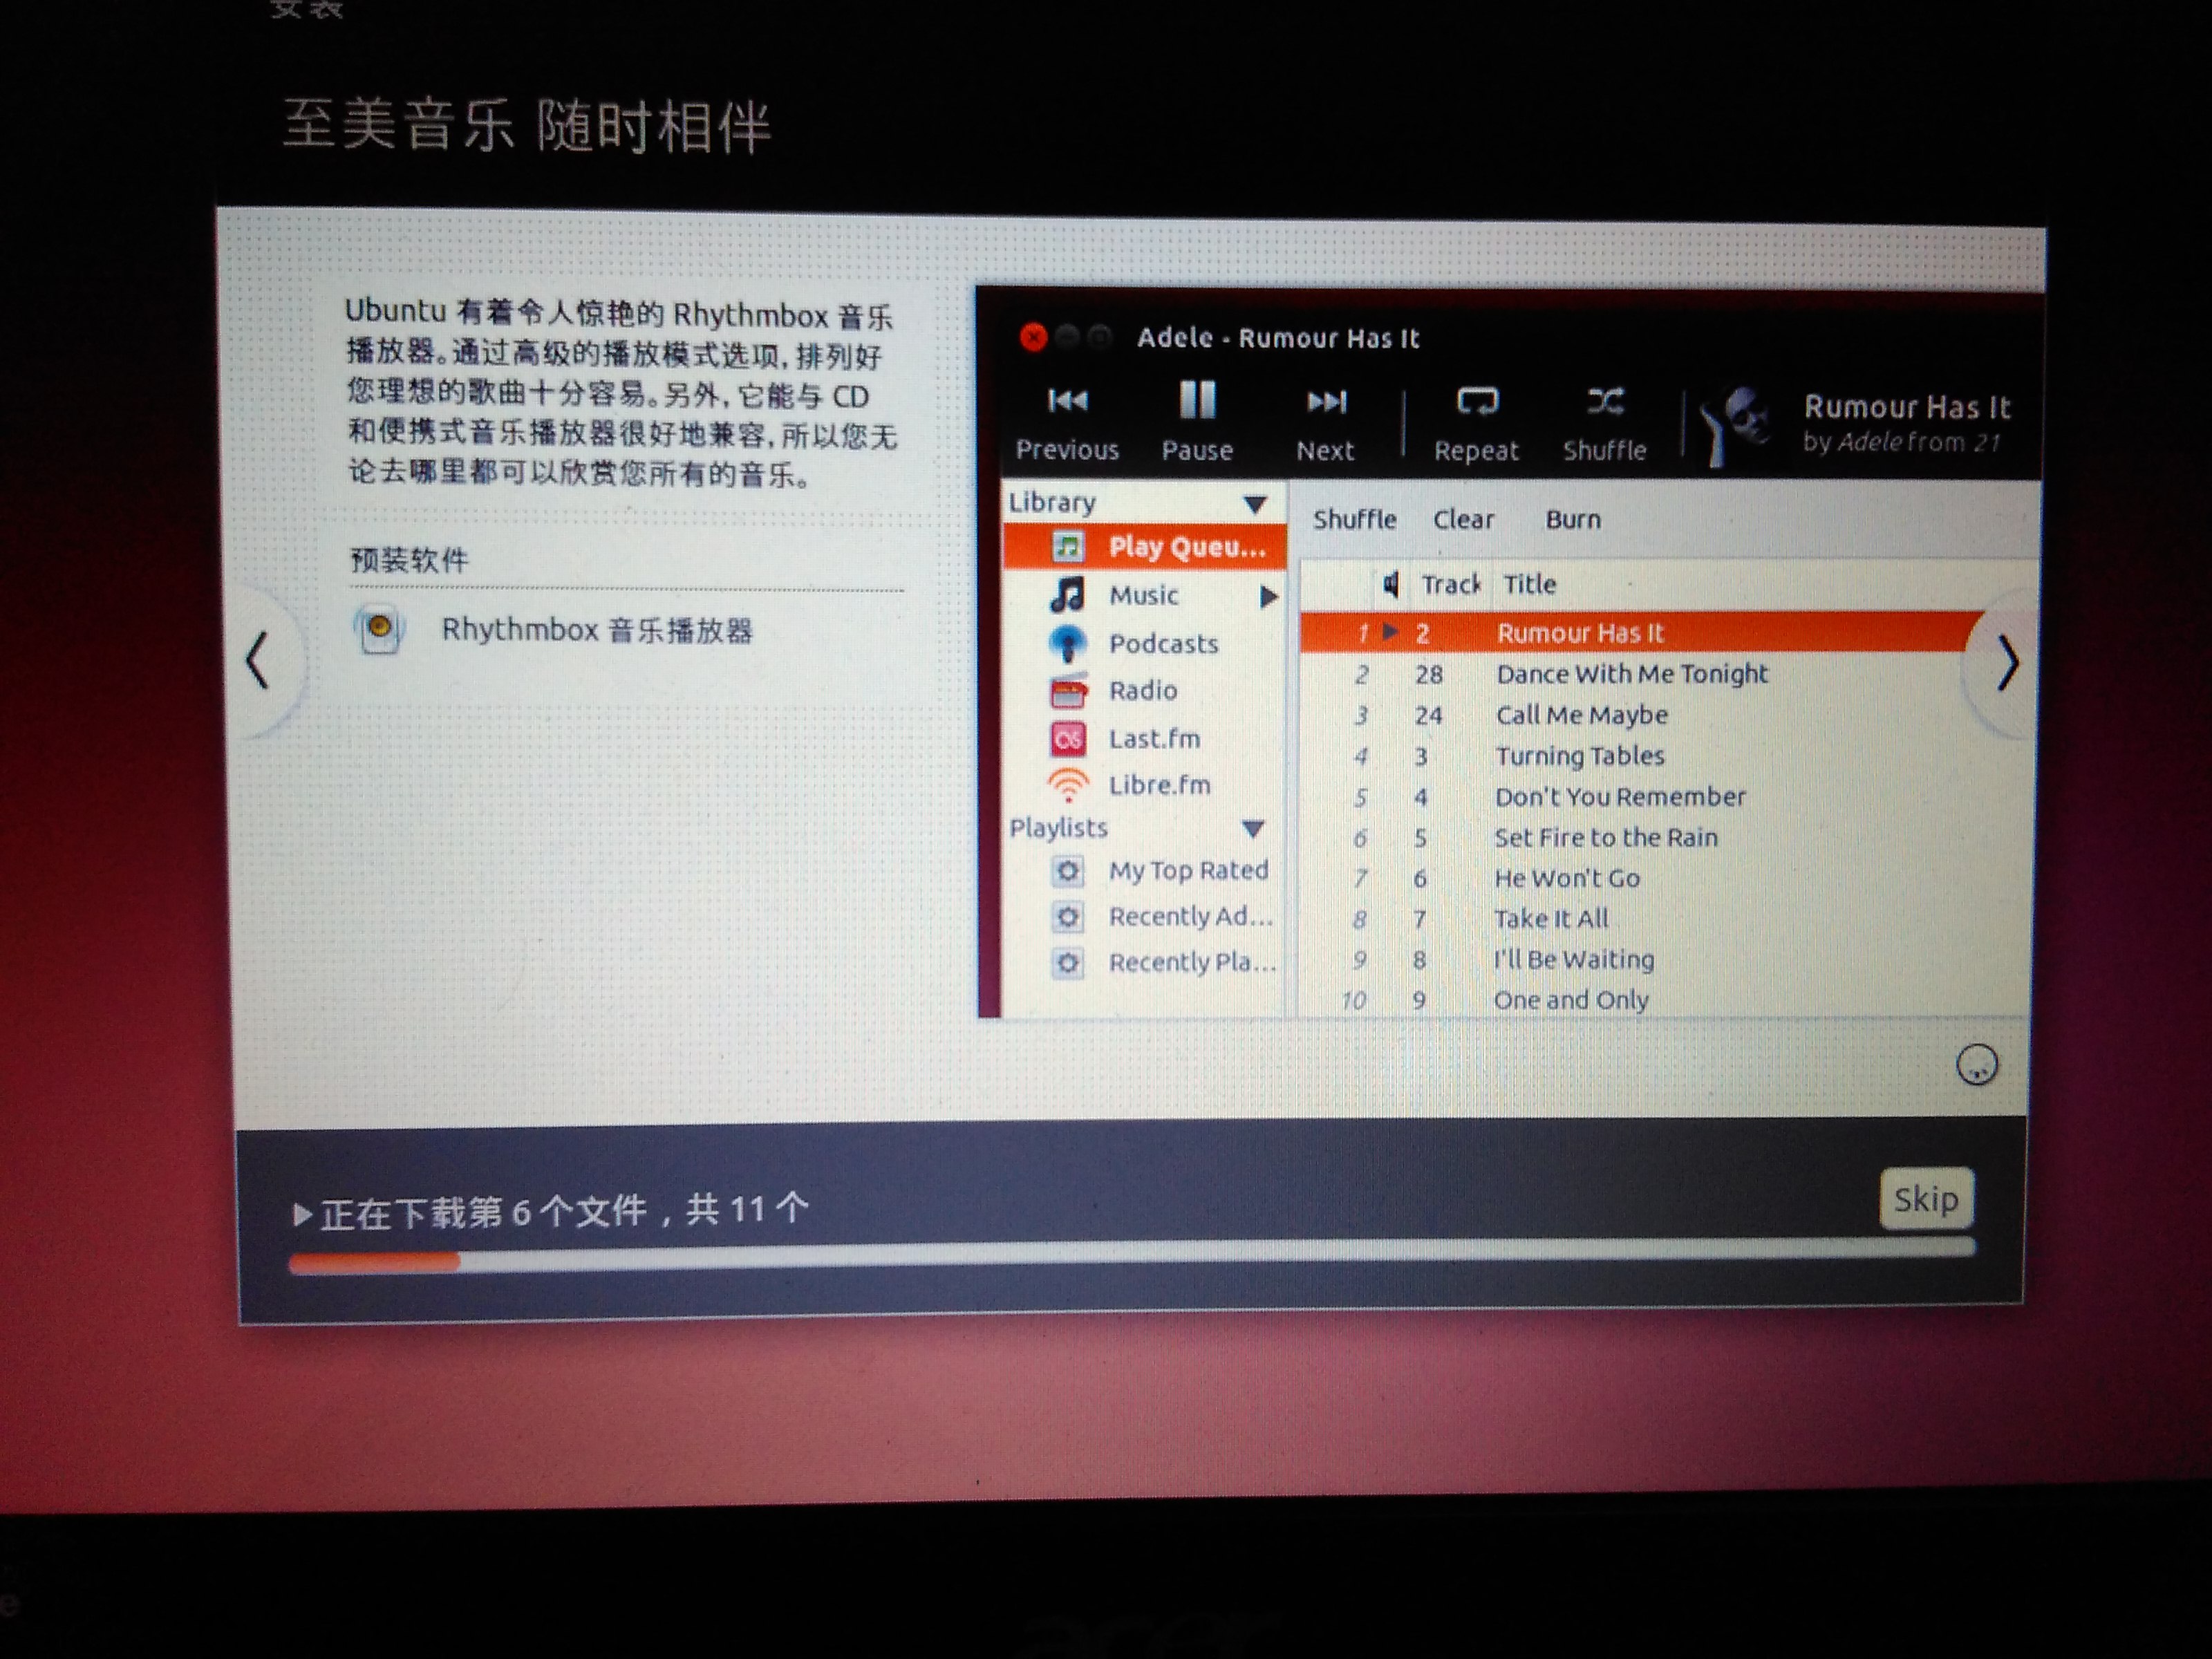 安装
至美音乐 随时相伴
Ubuntu 有着令人惊艳的 Rhythmbox 音乐
播放器。通过高级的播放模式选项,排列好
您理想的歌曲十分容易。另外,它能与 CD
和便携式音乐播放器很好地兼容,所以您无
论去哪里都可以欣赏您所有的音乐。
预装软件
Rhythmbox 音乐播放器
Adele - Rumour Has It
Previous Pause Next Repeat Shuffle
Rumour Has It
by Adele from 21
Library
Play Queu...
Music
Podcasts
Radio
Last.fm
Libre.fm
Playlists
My Top Rated
Recently Ad...
Recently Pla...
Shuffle Clear Burn
Track Title
1 2 Rumour Has It
2 28 Dance With Me Tonight
3 24 Call Me Maybe
4 3 Turning Tables
5 4 Don't You Remember
6 5 Set Fire to the Rain
7 6 He Won't Go
8 7 Take It All
9 8 I'll Be Waiting
10 9 One and Only
正在下载第 6 个文件，共 11 个
Skip
acer